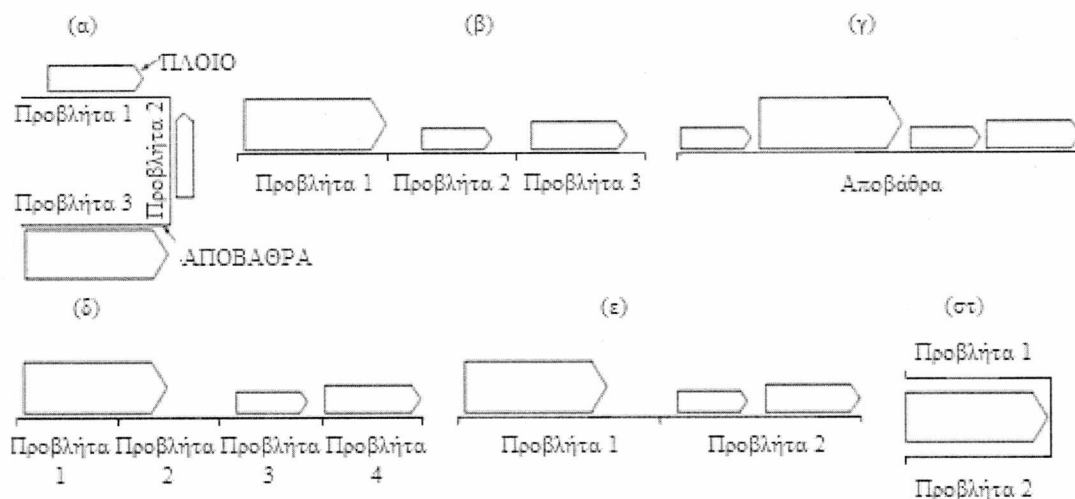 (α)
(β)
(γ)
ΠΛΟΙΟ
Προβλήτα 1
Προβλήτα 2
Προβλήτα 3
ΑΠΟΒΑΘΡΑ
Προβλήτα 1
Προβλήτα 2
Προβλήτα 3
Αποβάθρα
(δ)
(ε)
(στ)
Προβλήτα
1
Προβλήτα
2
Προβλήτα
3
Προβλήτα
4
Προβλήτα 1
Προβλήτα 2
Προβλήτα 1
Προβλήτα 2